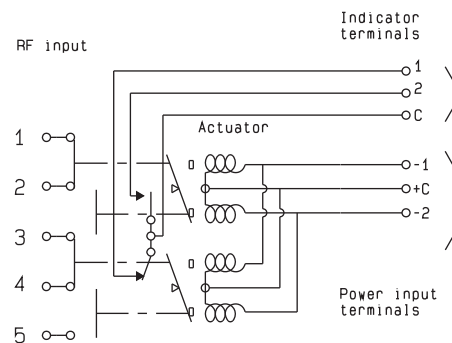 Indicator
terminals
RF input
1
2
C
Actuator
1
2
3
4
5
-1
+C
-2
Power input
terminals